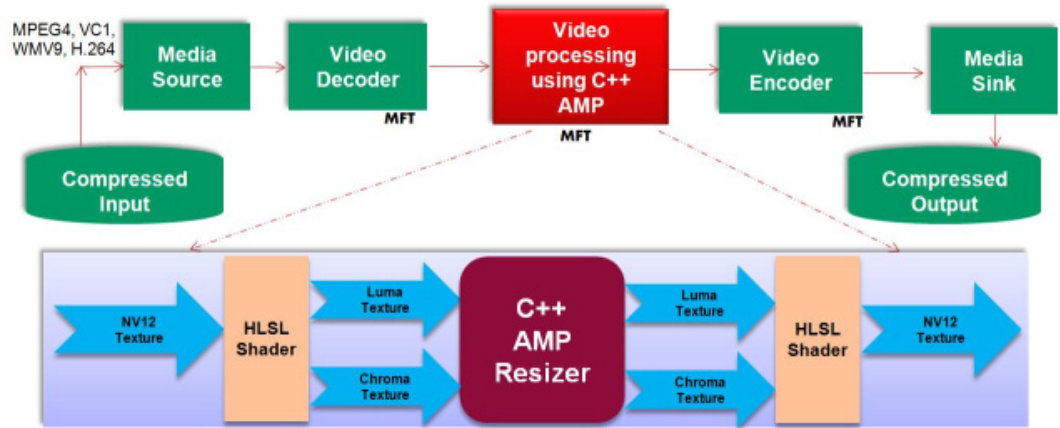 MPEG4, VC1,
WMV9, H.264
Media
Source
Video
Decoder
MFT
Video
processing
using C++
AMP
MFT
Video
Encoder
MFT
Media
Sink
Compressed
Input
Compressed
Output
NV12
Texture
HLSL
Shader
Luma
Texture
Chroma
Texture
C++
AMP
Resizer
Luma
Texture
Chroma
Texture
HLSL
Shader
NV12
Texture